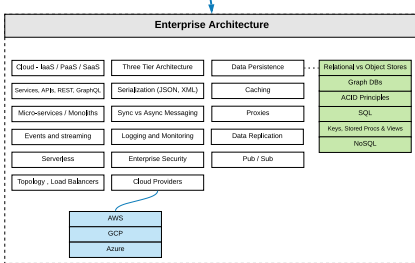 Enterprise Architecture
Cloud - IaaS / PaaS / SaaS
Services, APIs, REST, GraphQL
Micro-services / Monoliths
Events and streaming
Serverless
Topology , Load Balancers
Three Tier Architecture
Serialization (JSON, XML)
Sync vs Async Messaging
Logging and Monitoring
Enterprise Security
Cloud Providers
AWS
GCP
Azure
Data Persistence
Caching
Proxies
Data Replication
Pub / Sub
Relational vs Object Stores
Graph DBs
ACID Principles
SQL
Keys, Stored Procs & Views
NoSQL